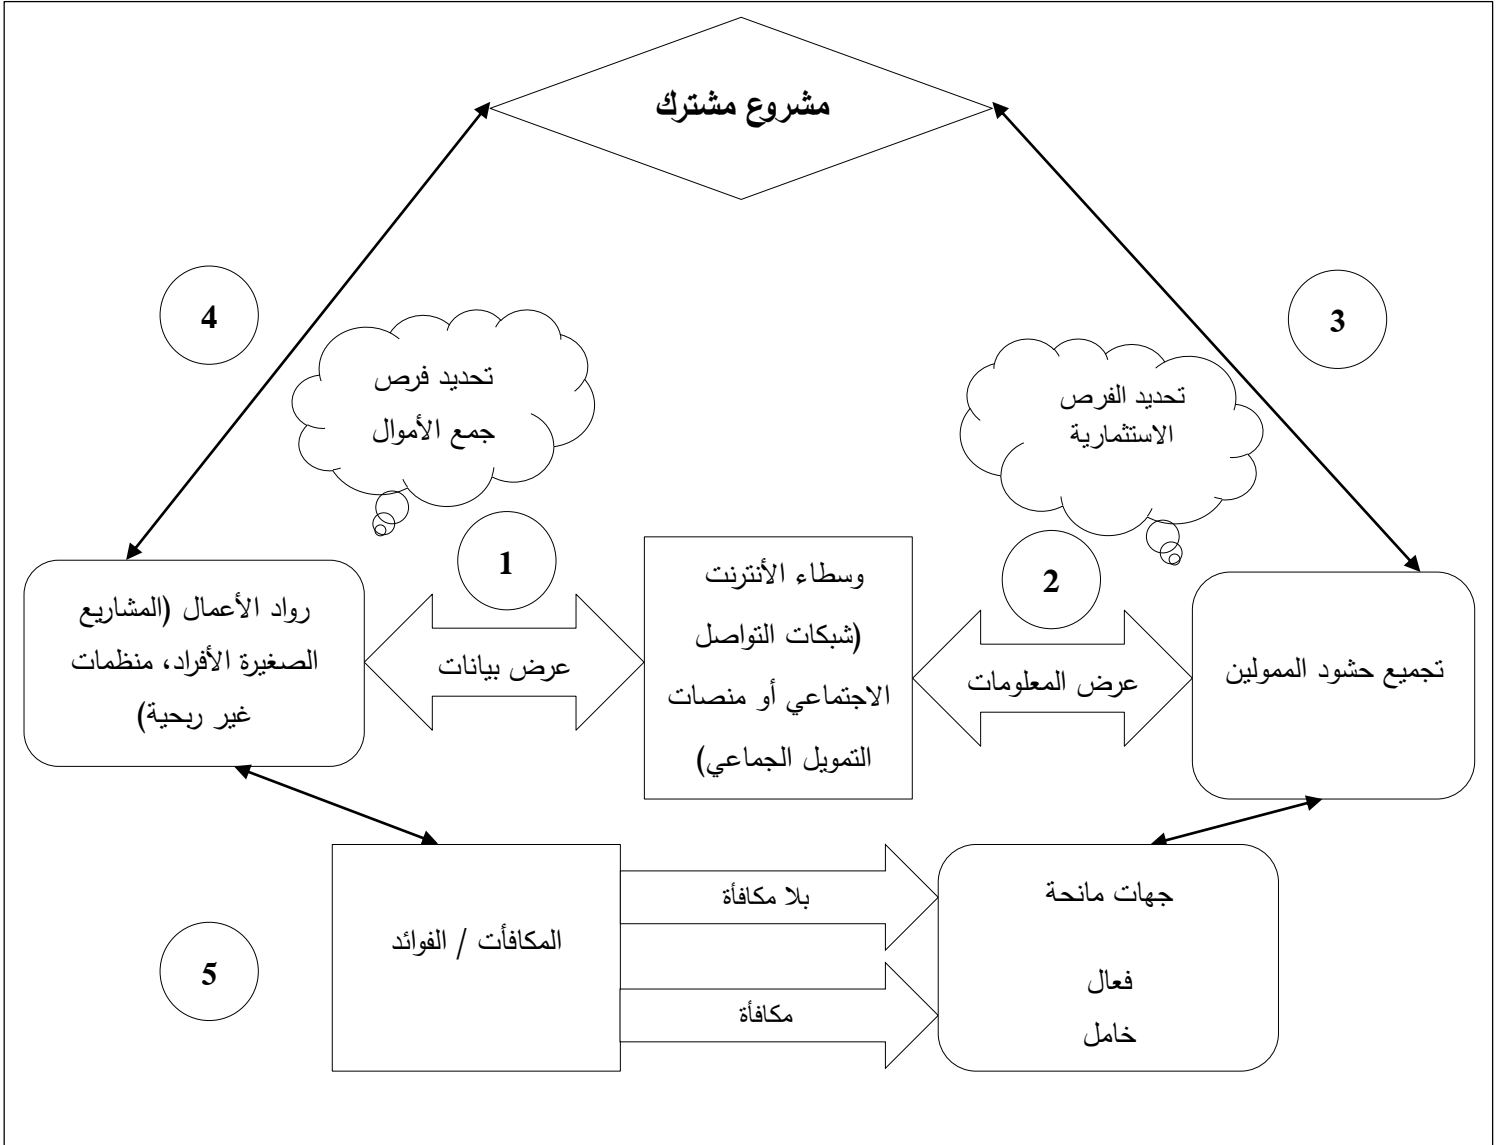 مشروع مشترك
3
4
تحديد الفرص
الاستثمارية
تحديد فرص
جمع الأموال
2
1
تجميع حشود الممولين
عرض المعلومات
وسطاء الأنترنت
(شبكات التواصل
الاجتماعي أو منصات
التمويل الجماعي)
عرض بيانات
رواد الأعمال (المشاريع
الصغيرة الأفراد، منظمات
غير ربحية)
جهات مانحة
فعال
خامل
بلا مكافأة
مكافأة
المكافأت / الفوائد
5